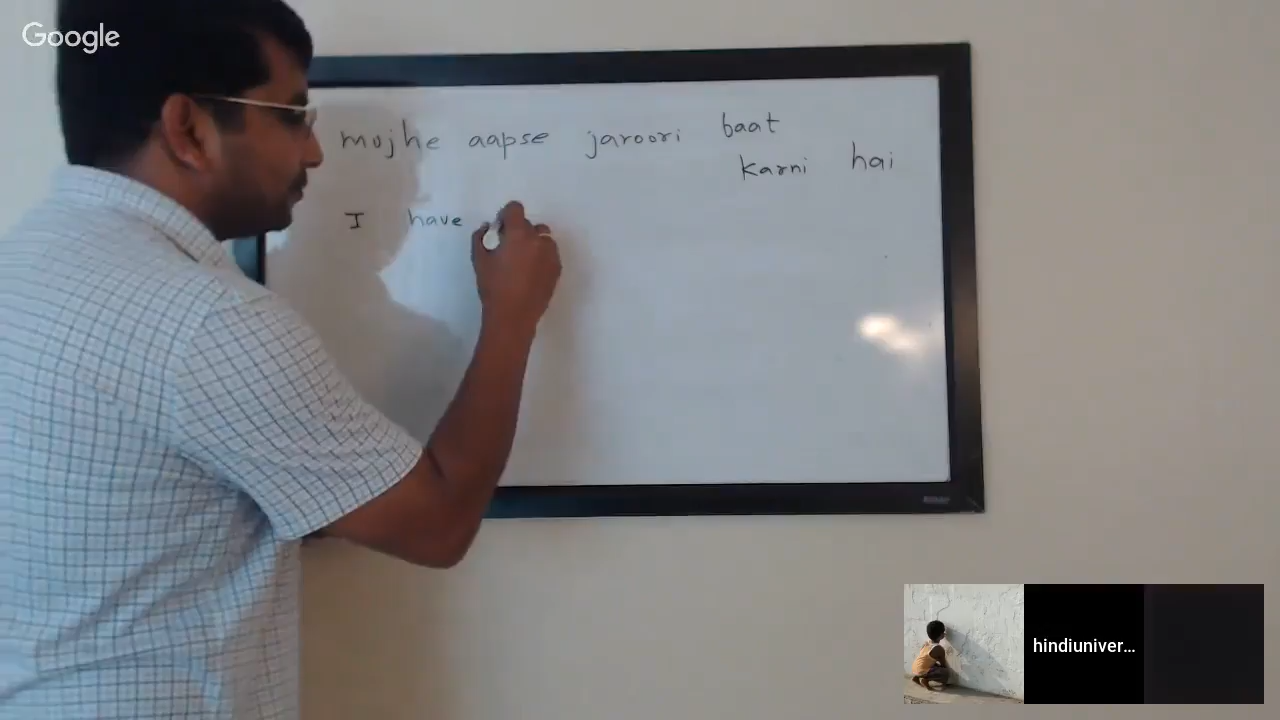 Google
mujhe aapse jaroori baat
karni hai
I have
hindiuniver...